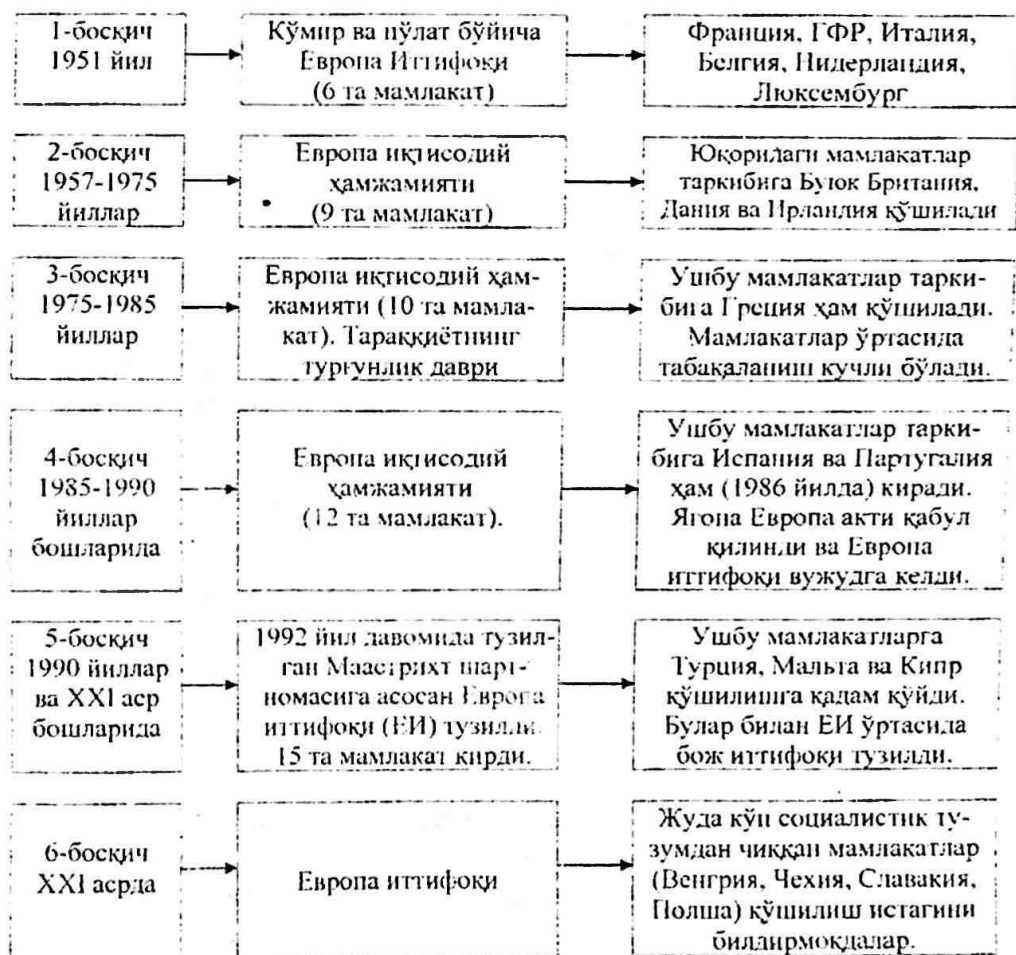 1-босқич
1951 йил
Кўмир ва пўлат бўйича
Европа Иттифоқи
(6 та мамлакат)
Франция, ГФР, Италия,
Белгия, Нидерландия,
Люксембург
2-босқич
1957-1975
йиллар
Европа иқтисодий
ҳамжамияти
(9 та мамлакат)
Юқорилаги мамлакатлар
таркибига Буюк Британия,
Дания ва Ирландия қўшилади
3-босқич
1975-1985
йиллар
Европа иқтисодий ҳам-
жамияти (10 та мамла-
кат). Тараққиётнинг
турғунлик даври
Ушбу мамлакатлар тарки-
бига Греция ҳам қўшилади.
Мамлакатлар ўртасида
табақаланиш кучли бўлади.
4-босқич
1985-1990
йиллар
бошларида
Европа иқтисодий
ҳамжамияти
(12 та мамлакат).
Ушбу мамлакатлар тарки-
бига Испания ва Партугалия
ҳам (1986 йилда) киради.
Ягона Европа акти қабул
қилинди ва Европа
иттифоқи вужудга келди.
5-босқич
1990 йиллар
ва XXI аср
бошларида
1992 йил давомида тузил-
ган Маастрихт шарт-
номасига асосан Европа
иттифоқи (ЕИ) тузилди.
15 та мамлакат кирди.
Ушбу мамлакатларга
Турция, Мальта ва Кипр
қўшилишга қадам қўйди.
Булар билан ЕИ ўртасида
бож иттифоқи тузилди.
6-босқич
XXI асрда
Европа иттифоқи
Жуда кўп социалистик ту-
зумдан чиққан мамлакатлар
(Венгрия, Чехия, Славакия,
Полша) қўшилиш истагини
билдирмоқдалар.